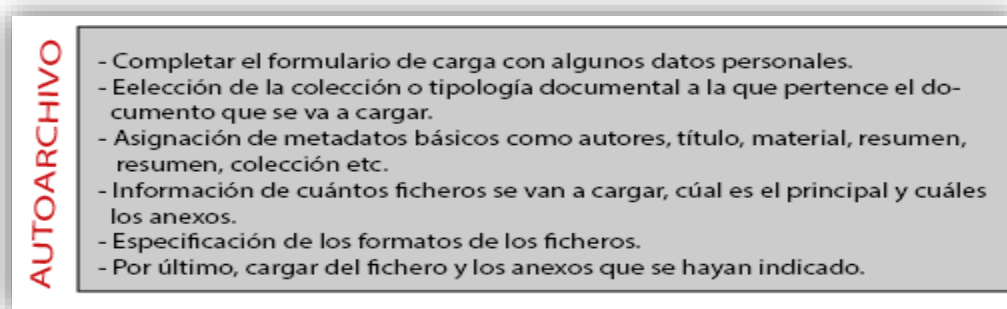 AUTOARCHIVO
- Completar el formulario de carga con algunos datos personales.
- Eelección de la colección o tipología documental a la que pertence el do-
cumento que se va a cargar.
- Asignación de metadatos básicos como autores, título, material, resumen,
resumen, colección etc.
- Información de cuántos ficheros se van a cargar, cúal es el principal y cuáles
los anexos.
- Especificación de los formatos de los ficheros.
- Por último, cargar del fichero y los anexos que se hayan indicado.